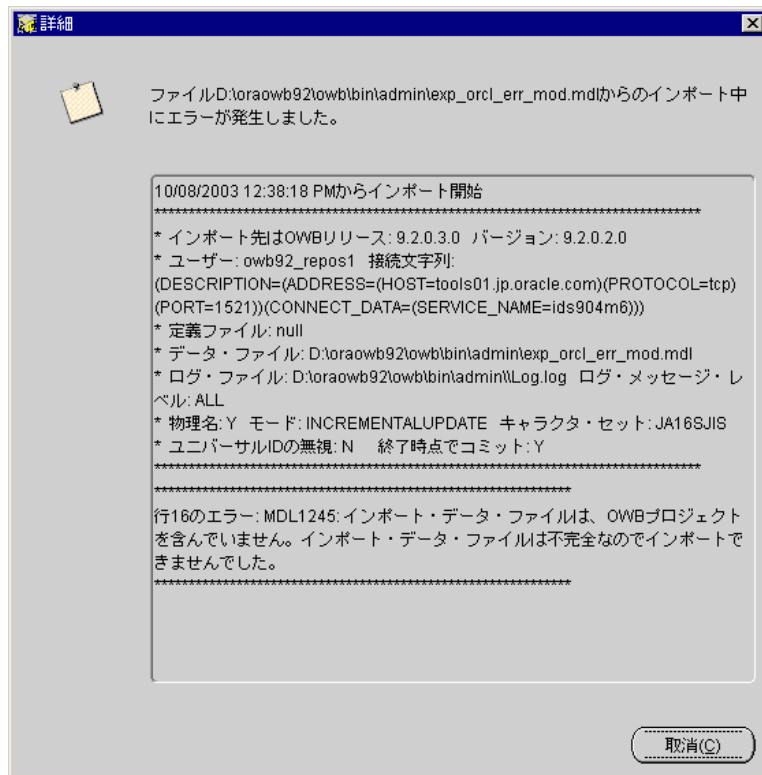 詳細
ファイルD:\oraowb92\owb\bin\admin\exp_orcl_err_mod.mdlからのインポート中
にエラーが発生しました。
10/08/2003 12:38:18 PMからインポート開始
*******************************************************************************
* インポート先はOWBリリース: 9.2.0.3.0 バージョン: 9.2.0.2.0
* ユーザー: owb92_repos1 接続文字列:
(DESCRIPTION=(ADDRESS=(HOST=tools01.jp.oracle.com)(PROTOCOL=tcp)
(PORT=1521))(CONNECT_DATA=(SERVICE_NAME=ids904m6)))
* 定義ファイル: null
* データ・ファイル: D:\oraowb92\owb\bin\admin\exp_orcl_err_mod.mdl
* ログ・ファイル: D:\oraowb92\owb\bin\admin\\Log.log ログ・メッセージ・レ
ベル: ALL
* 物理名: Y モード: INCREMENTALUPDATE キャラクタ・セット: JA16SJIS
* ユニバーサルIDの無視: N 終了時点でコミット: Y
*******************************************************************************
************************************************************
行16のエラー: MDL1245: インポート・データ・ファイルは、OWBプロジェクト
を含んでいません。インポート・データ・ファイルは不完全なのでインポートで
きませんでした。
************************************************************
取消(C)